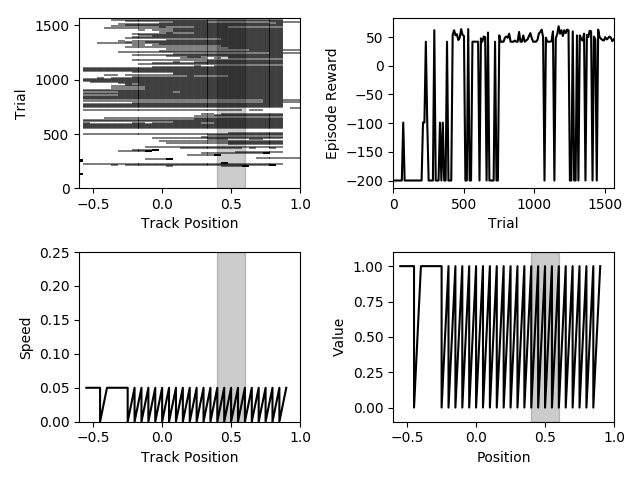 1500
1000
500
0
Trial
−0.5 0.0 0.5 1.0
Track Position
50
0
−50
−100
−150
−200
Episode Reward
0 500 1000 1500
Trial
0.25
0.20
0.15
0.10
0.05
0.00
Speed
−0.5 0.0 0.5 1.0
Track Position
1.00
0.75
0.50
0.25
0.00
Value
−0.5 0.0 0.5 1.0
Position